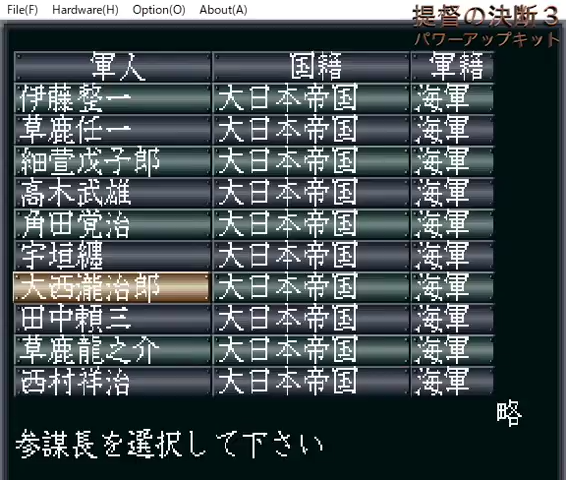 File(F) Hardware(H) Option(O) About(A)
提督の決断3
パワーアップキット
軍人 国籍 軍籍
伊藤整一 大日本帝国 海軍
草鹿任一 大日本帝国 海軍
細萱戊子郎 大日本帝国 海軍
高木武雄 大日本帝国 海軍
角田覚治 大日本帝国 海軍
宇垣纏 大日本帝国 海軍
大西瀧治郎 大日本帝国 海軍
田中頼三 大日本帝国 海軍
草鹿龍之介 大日本帝国 海軍
西村祥治 大日本帝国 海軍
略
参謀長を選択して下さい